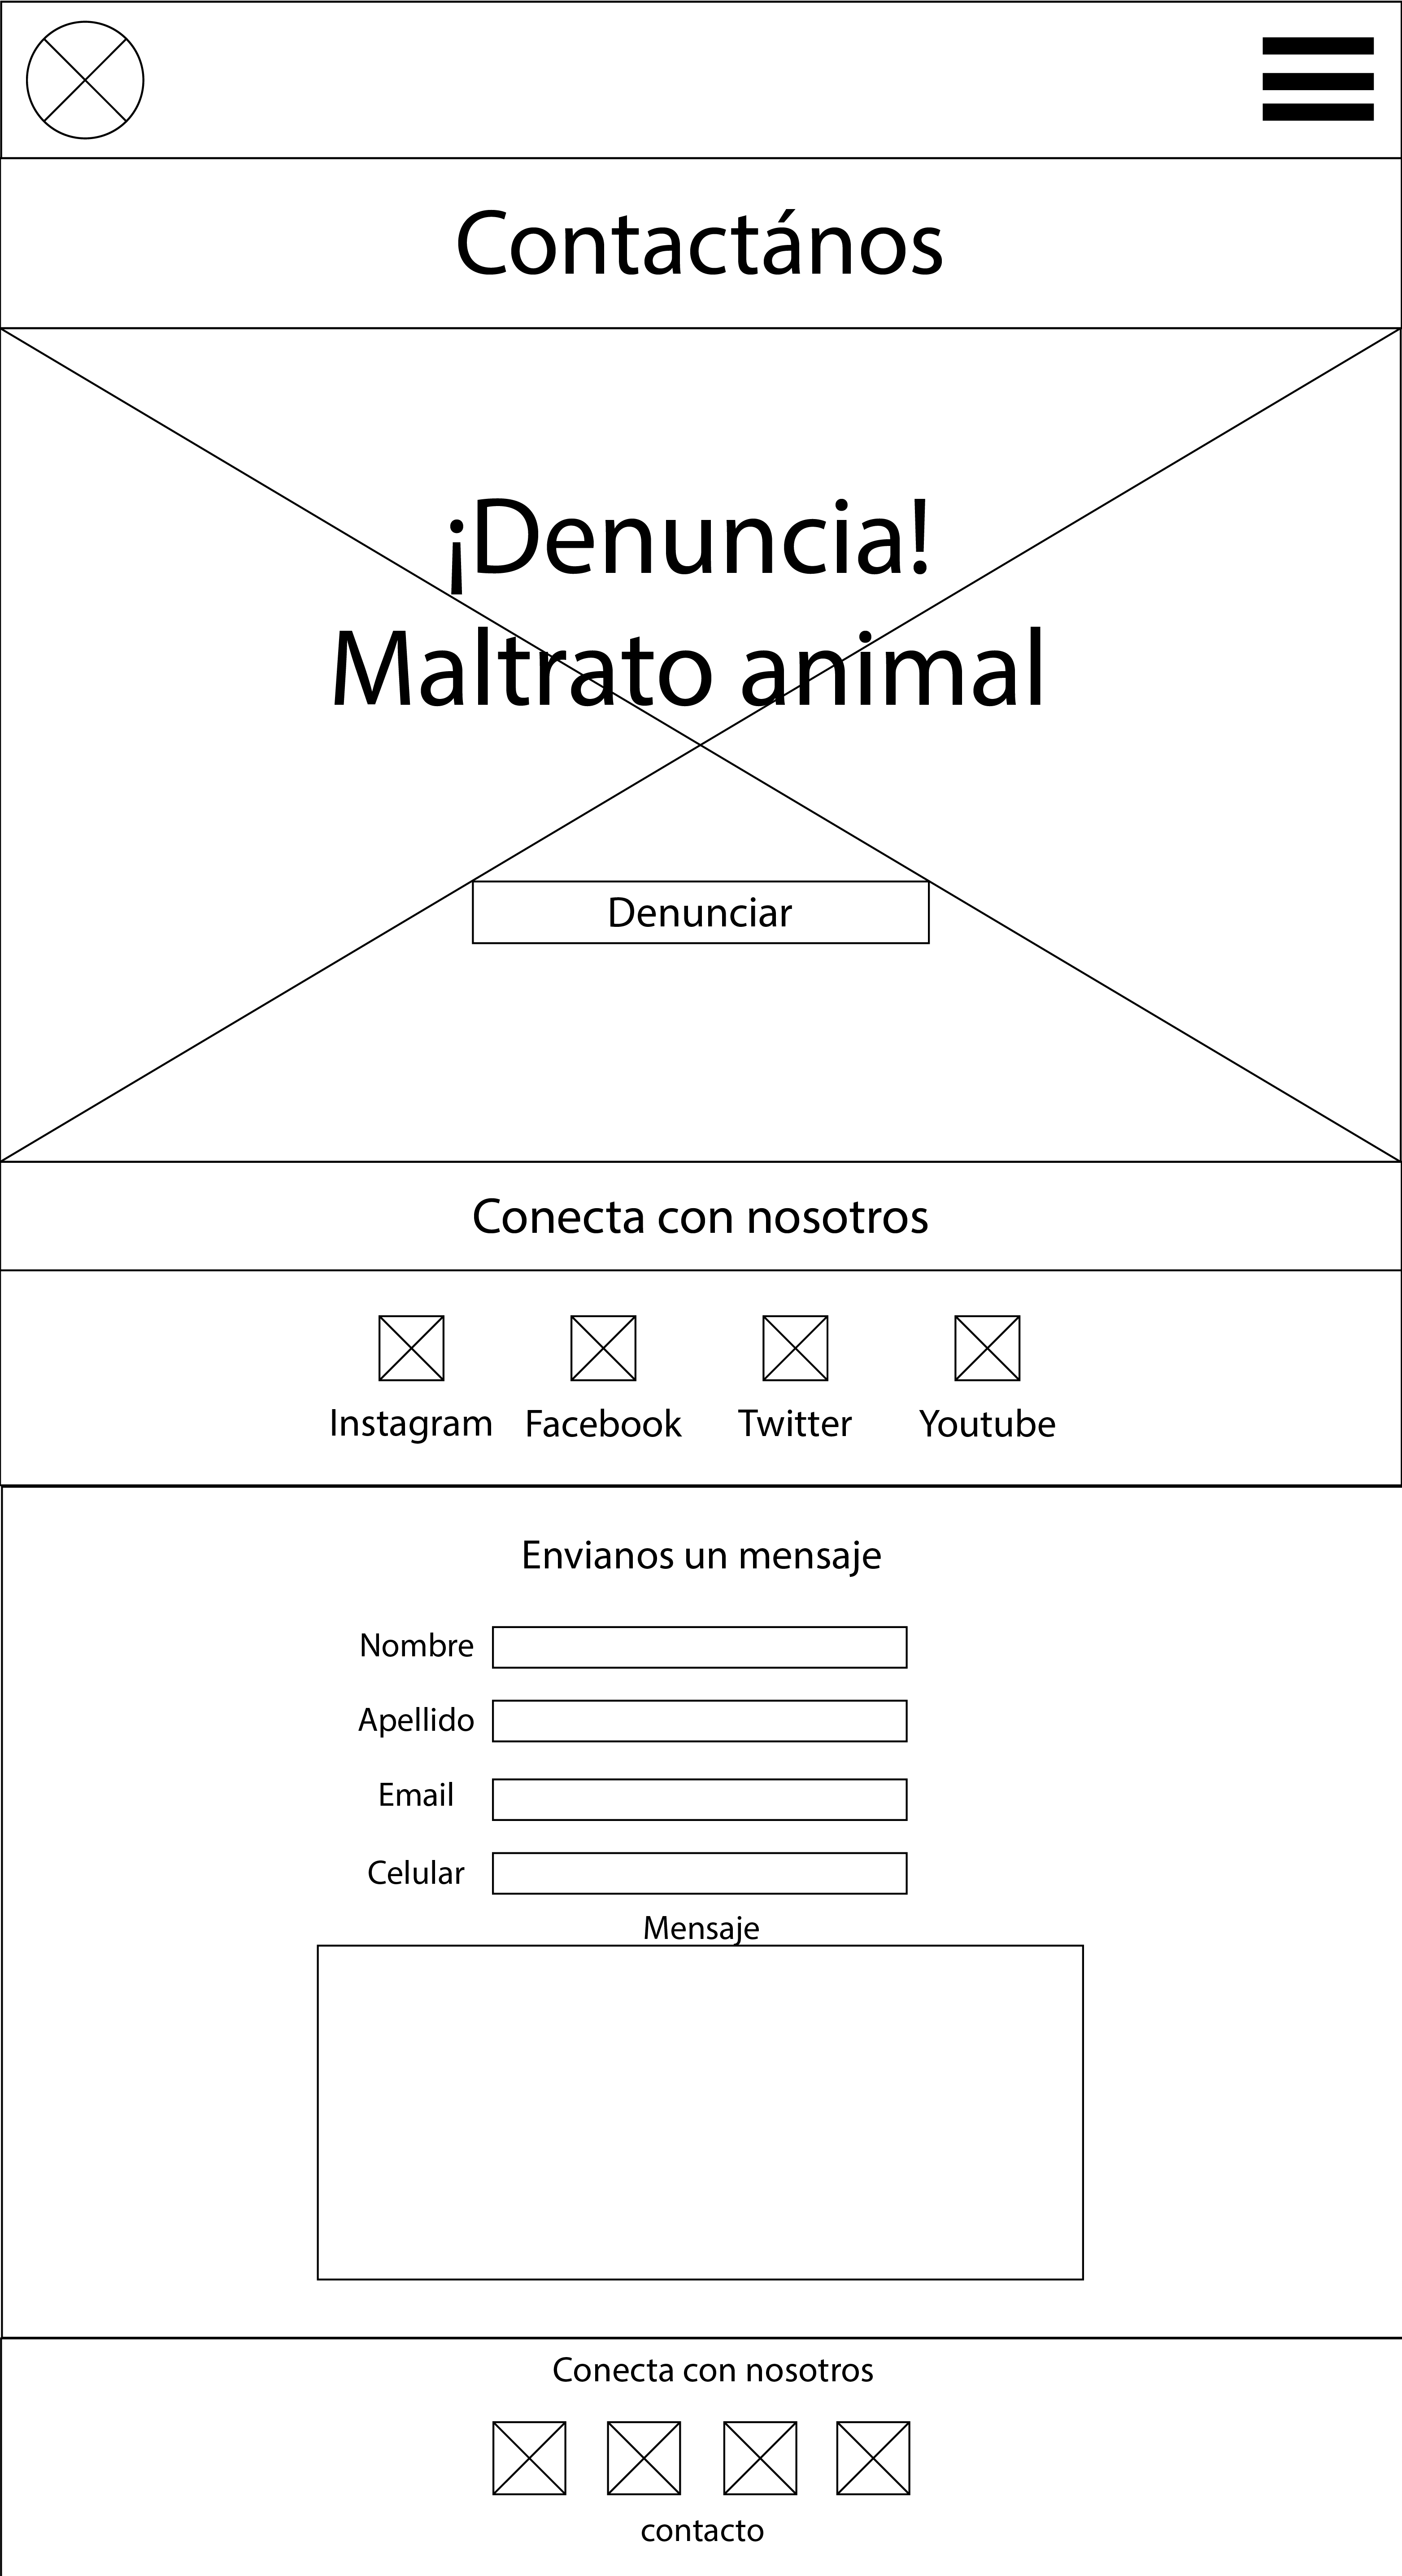 Contactános
¡Denuncia!
Maltrato animal
Denunciar
Conecta con nosotros
Instagram Facebook Twitter Youtube
Envianos un mensaje
Nombre
Apellido
Email
Celular
Mensaje
Conecta con nosotros
contacto